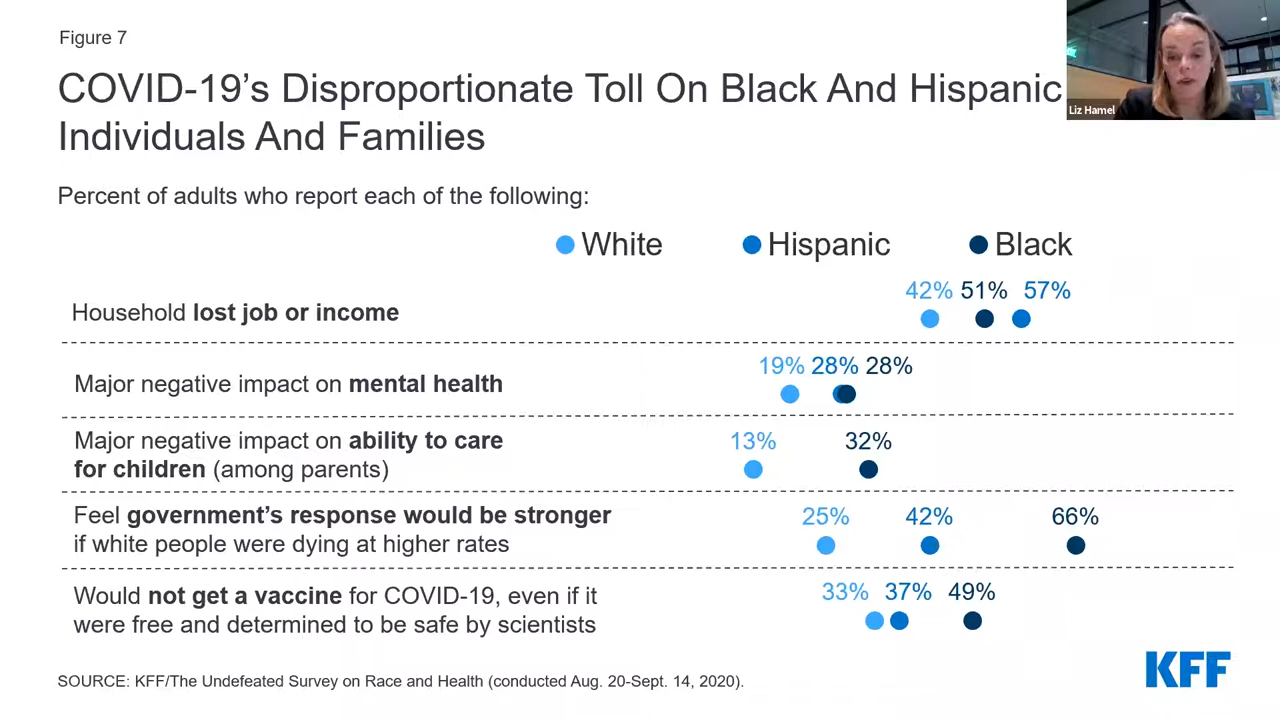 Figure 7
COVID-19’s Disproportionate Toll On Black And Hispanic
Individuals And Families
Liz Hamel
Percent of adults who report each of the following:
White Hispanic Black
42% 51% 57%
Household lost job or income
19% 28% 28%
Major negative impact on mental health
Major negative impact on ability to care
for children (among parents)
13% 32%
Feel government’s response would be stronger
if white people were dying at higher rates
25% 42% 66%
Would not get a vaccine for COVID-19, even if it
were free and determined to be safe by scientists
33% 37% 49%
SOURCE: KFF/The Undefeated Survey on Race and Health (conducted Aug. 20-Sept. 14, 2020).
KFF